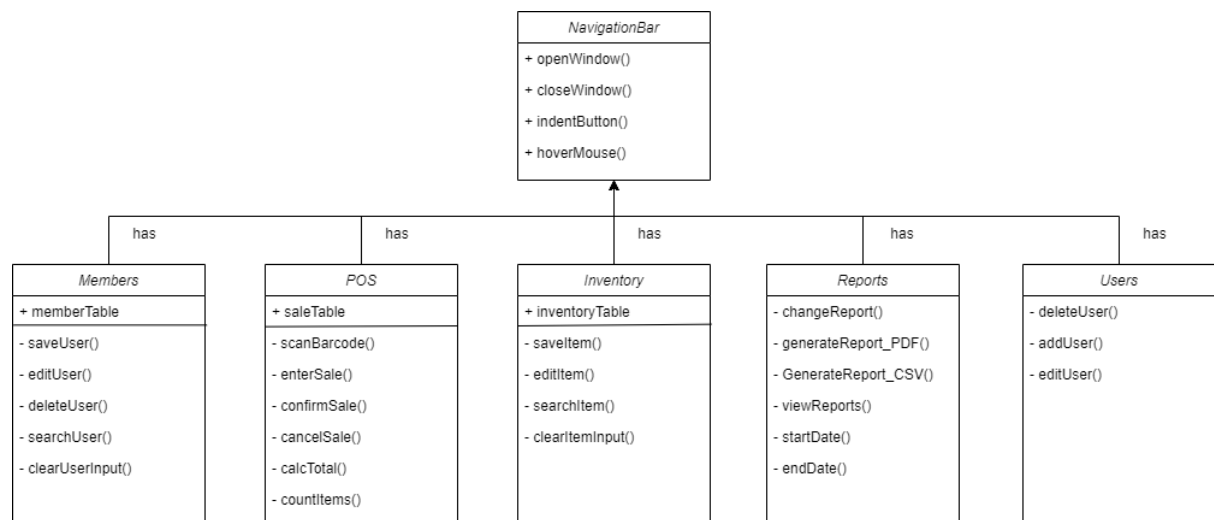 NavigationBar
+ openWindow()
+ closeWindow()
+ indentButton()
+ hoverMouse()
has
has
has
has
has
Members
+ memberTable
- saveUser()
- editUser()
- deleteUser()
- searchUser()
- clearUserInput()
POS
+ saleTable
- scanBarcode()
- enterSale()
- confirmSale()
- cancelSale()
- calcTotal()
- countItems()
Inventory
+ inventoryTable
- saveItem()
- editItem()
- searchItem()
- clearItemInput()
Reports
- changeReport()
- generateReport_PDF()
- GenerateReport_CSV()
- viewReports()
- startDate()
- endDate()
Users
- deleteUser()
- addUser()
- editUser()